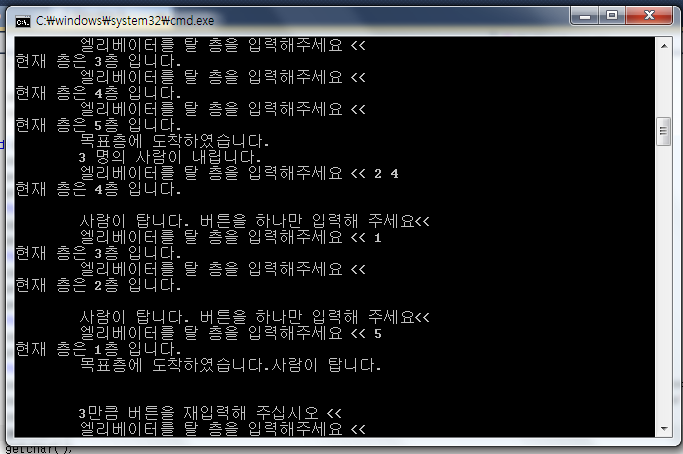 C:\windows\system32\cmd.exe
엘리베이터를 탈 층을 입력해주세요 <<
현재 층은 3층 입니다.
엘리베이터를 탈 층을 입력해주세요 <<
현재 층은 4층 입니다.
엘리베이터를 탈 층을 입력해주세요 <<
현재 층은 5층 입니다.
목표층에 도착하였습니다.
3 명의 사람이 내립니다.
엘리베이터를 탈 층을 입력해주세요 << 2 4
현재 층은 4층 입니다.
사람이 탑니다. 버튼을 하나만 입력해 주세요<<
엘리베이터를 탈 층을 입력해주세요 << 1
현재 층은 3층 입니다.
엘리베이터를 탈 층을 입력해주세요 <<
현재 층은 2층 입니다.
사람이 탑니다. 버튼을 하나만 입력해 주세요<<
엘리베이터를 탈 층을 입력해주세요 << 5
현재 층은 1층 입니다.
목표층에 도착하였습니다.사람이 탑니다.
3만큼 버튼을 재입력해 주십시오 <<
엘리베이터를 탈 층을 입력해주세요 <<
getchar();